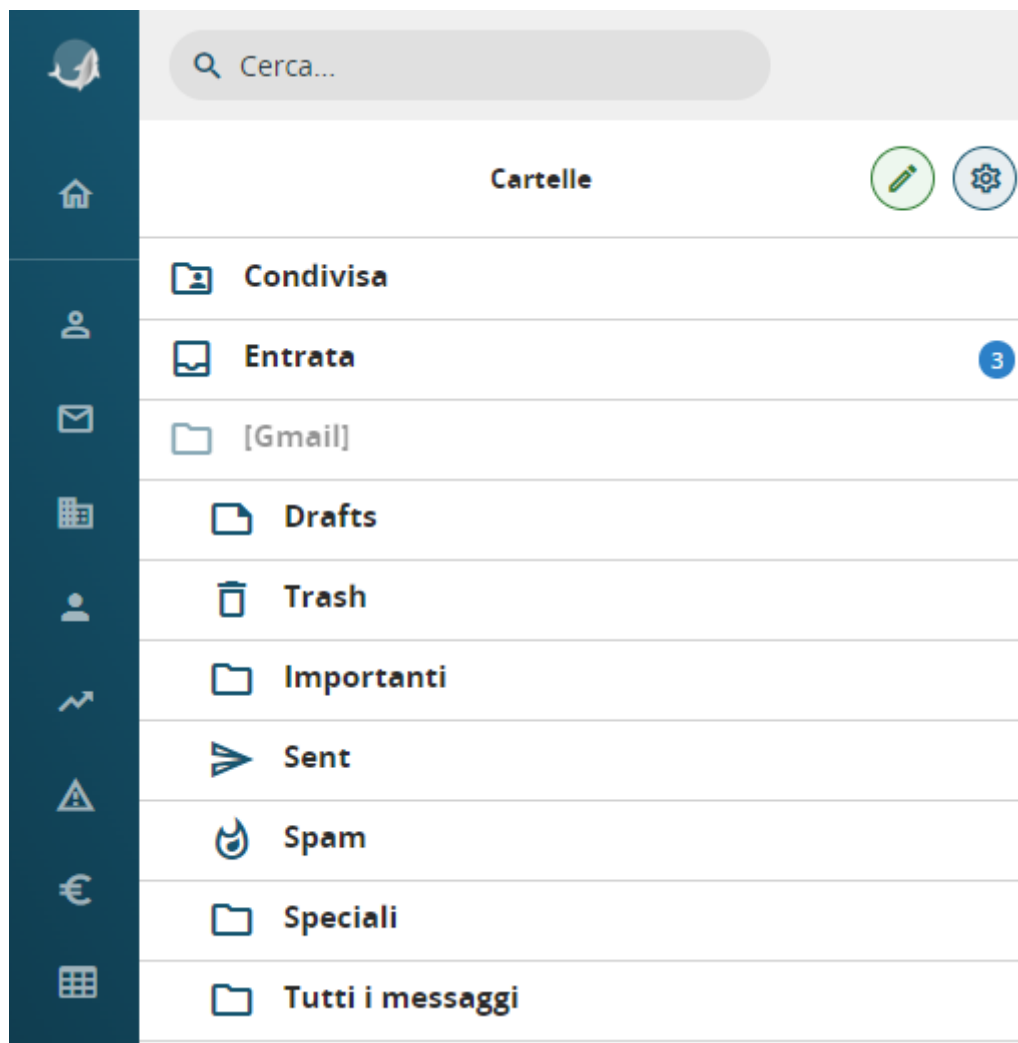 Cerca...
Cartelle
Condivisa
Entrata
3
[Gmail]
Drafts
Trash
Importanti
Sent
Spam
Speciali
Tutti i messaggi